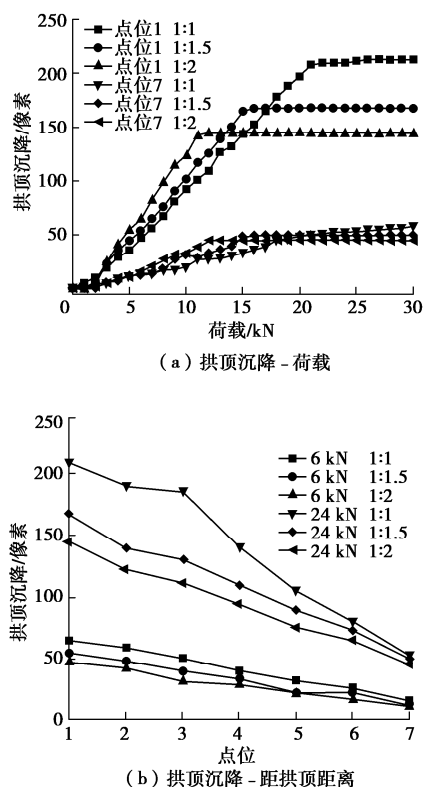 250
200
150
100
50
点位1 1∶1
点位1 1∶1.5
点位1 1∶2
点位7 1∶1
点位7 1∶1.5
点位7 1∶2
拱顶沉降/像素
0 5 10 15 20 25 30
荷载/kN
(a) 拱顶沉降-荷载
250
200
150
100
50
0
6 kN 1∶1
6 kN 1∶1.5
6 kN 1∶2
24 kN 1∶1
24 kN 1∶1.5
24 kN 1∶2
拱顶沉降/像素
1 2 3 4 5 6 7
点位
(b) 拱顶沉降-距拱顶距离